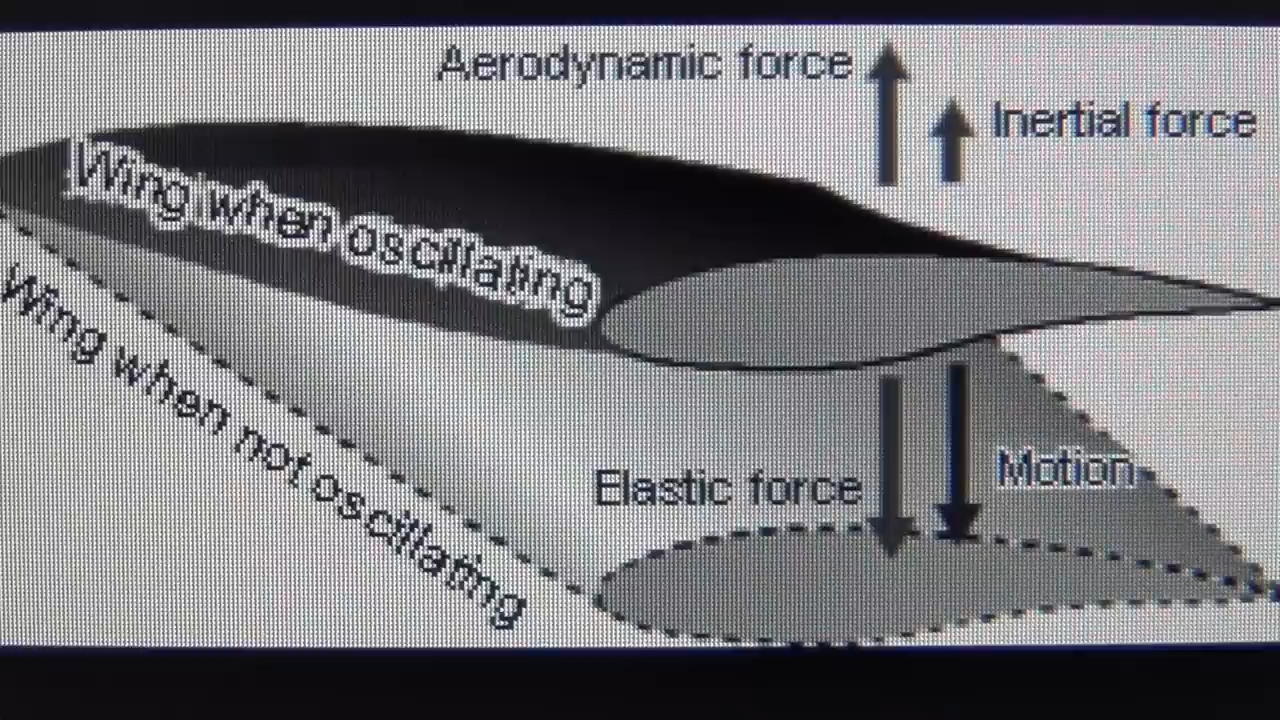 Aerodynamic force
Inertial force
Wing when oscillating
Wing when not oscillating
Elastic force
Motion